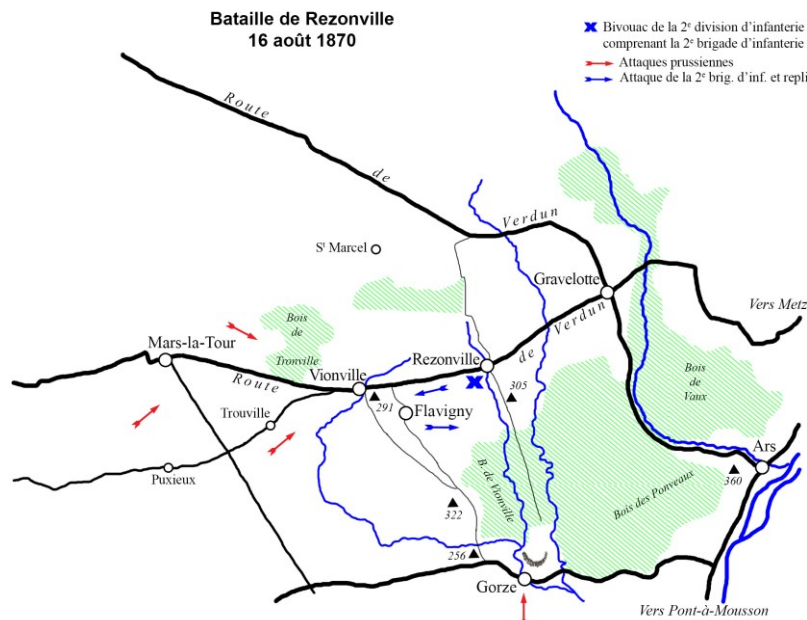 Bataille de Rezonville
16 août 1870
Bivouac de la 2e division d'infanterie
comprenant la 2e brigade d'infanterie
Attaques prussiennes
Attaque de la 2e brig. d'inf. et repli
Route
de
Verdun
St Marcel
Gravelotte
Vers Metz
Bois
de
Tronville
Mars-la-Tour
Rezonville
de Verdun
Route
Vionville
305
Bois
de
Vaux
291
Flavigny
Trouville
Ars
Puxieux
B. de Vionville
Bois des Ponveaux
360
322
256
Gorze
Vers Pont-à-Mousson